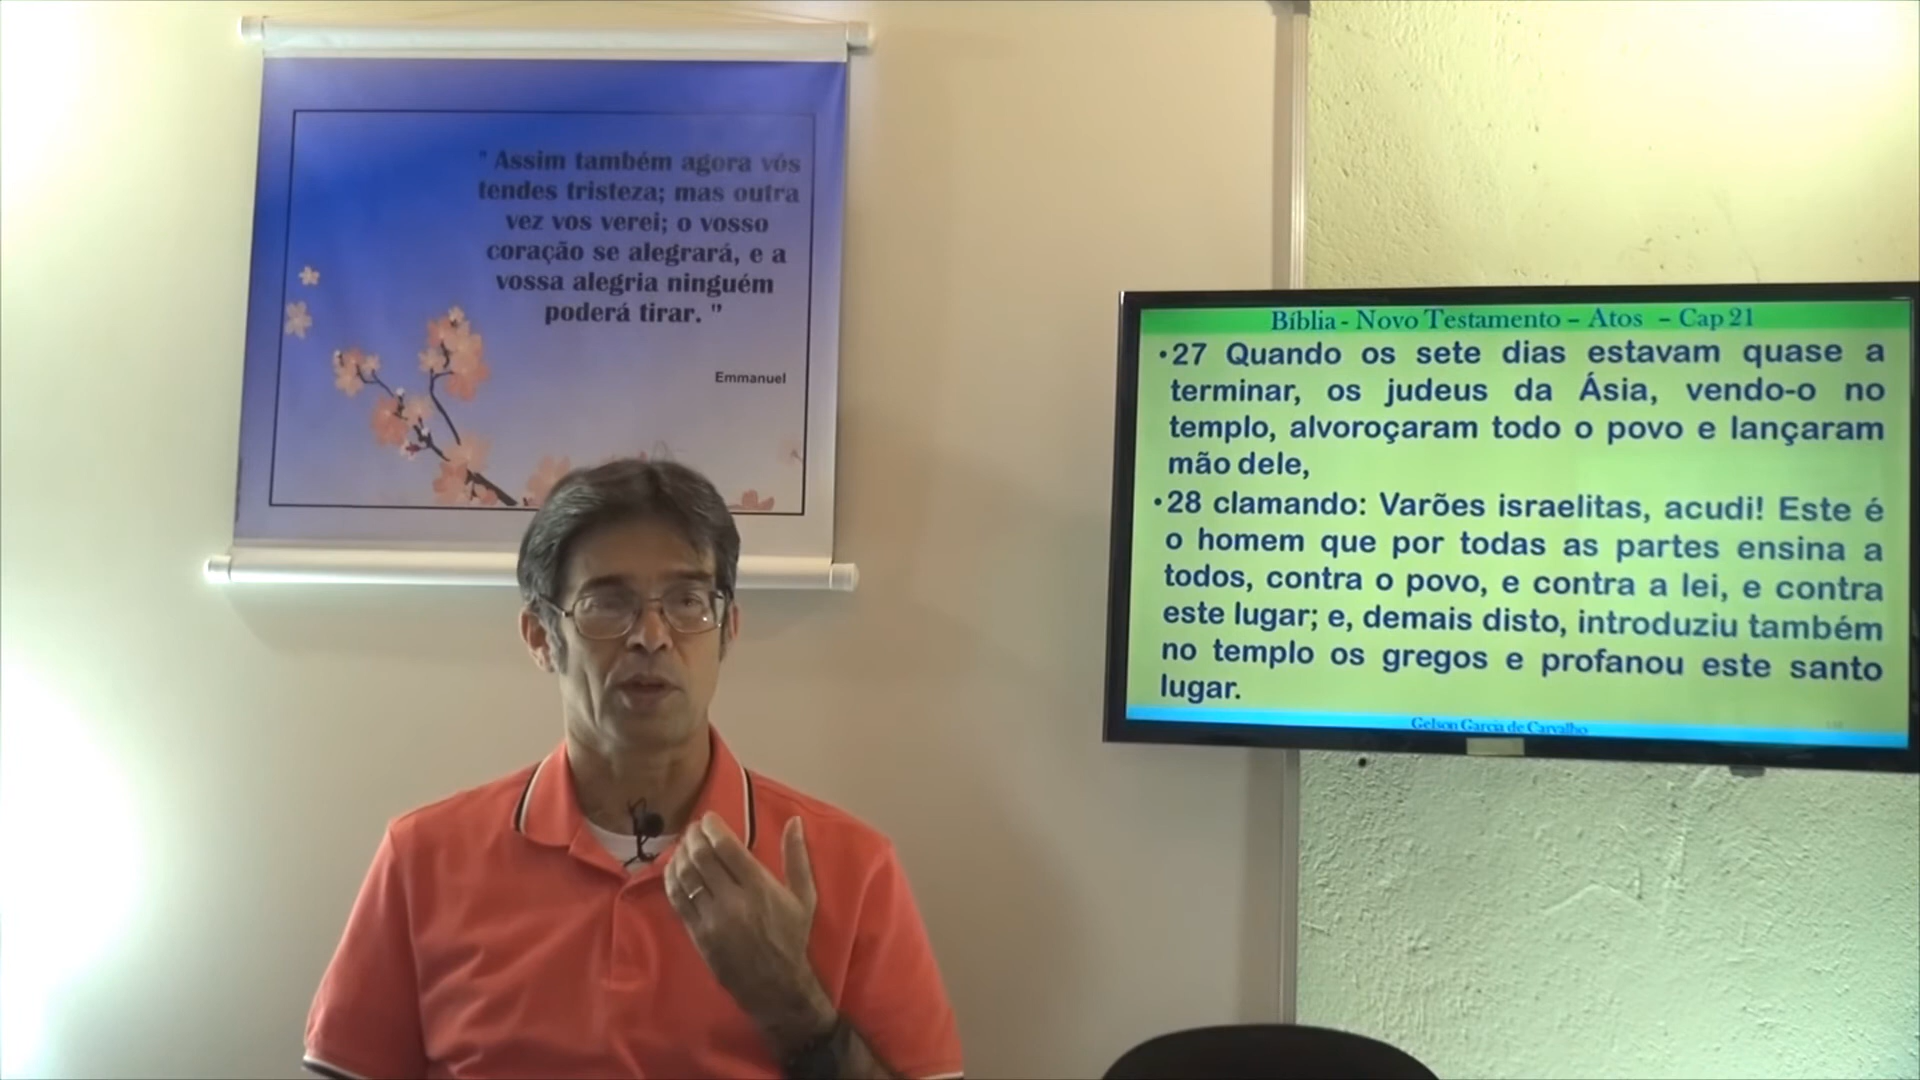 " Assim também agora vós
tendes tristeza; mas outra
vez vos verei; o vosso
coração se alegrará, e a
vossa alegria ninguém
poderá tirar. "
Emmanuel
Bíblia - Novo Testamento – Atos – Cap 21
•27 Quando os sete dias estavam quase a
terminar, os judeus da Ásia, vendo-o no
templo, alvoroçaram todo o povo e lançaram
mão dele,
•28 clamando: Varões israelitas, acudi! Este é
o homem que por todas as partes ensina a
todos, contra o povo, e contra a lei, e contra
este lugar; e, demais disto, introduziu também
no templo os gregos e profanou este santo
lugar.
Gelson Garcia de Carvalho